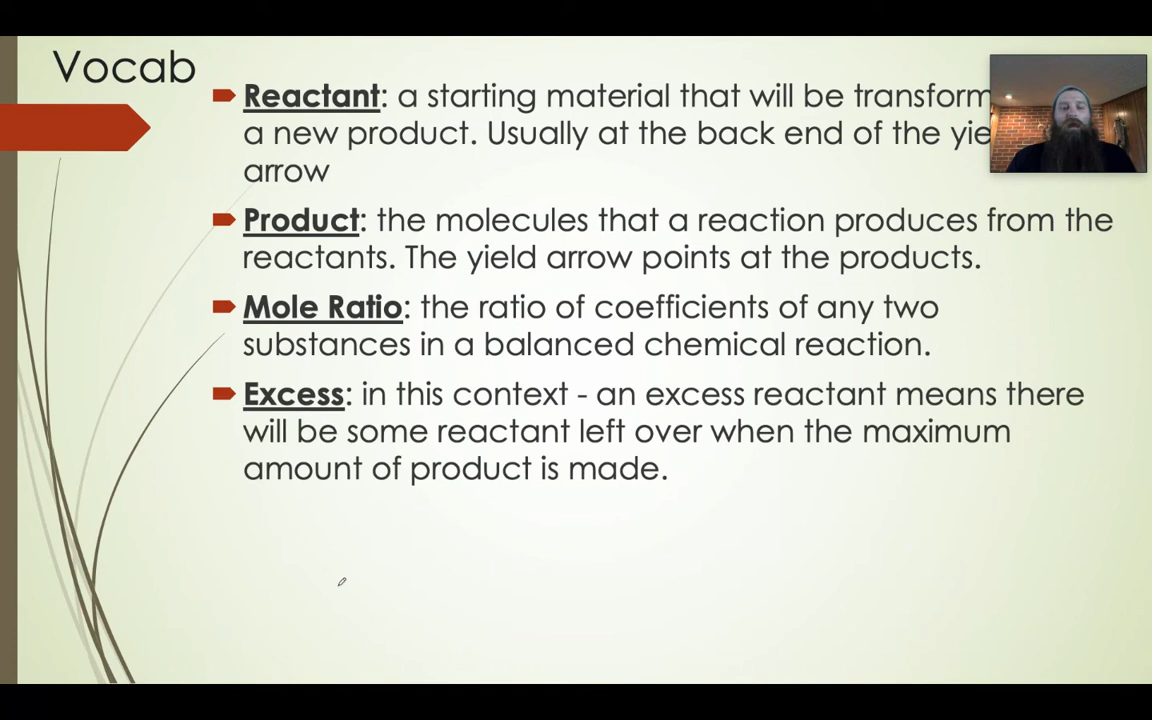 Vocab
Reactant: a starting material that will be
a new product. Usually at the back end of the
arrow
Product: the molecules that a reaction produces from the
reactants. The yield arrow points at the products.
Mole Ratio: the ratio of coefficients of any two
substances in a balanced chemical reaction.
Excess: in this context - an excess reactant means there
will be some reactant left over when the maximum
amount of product is made.